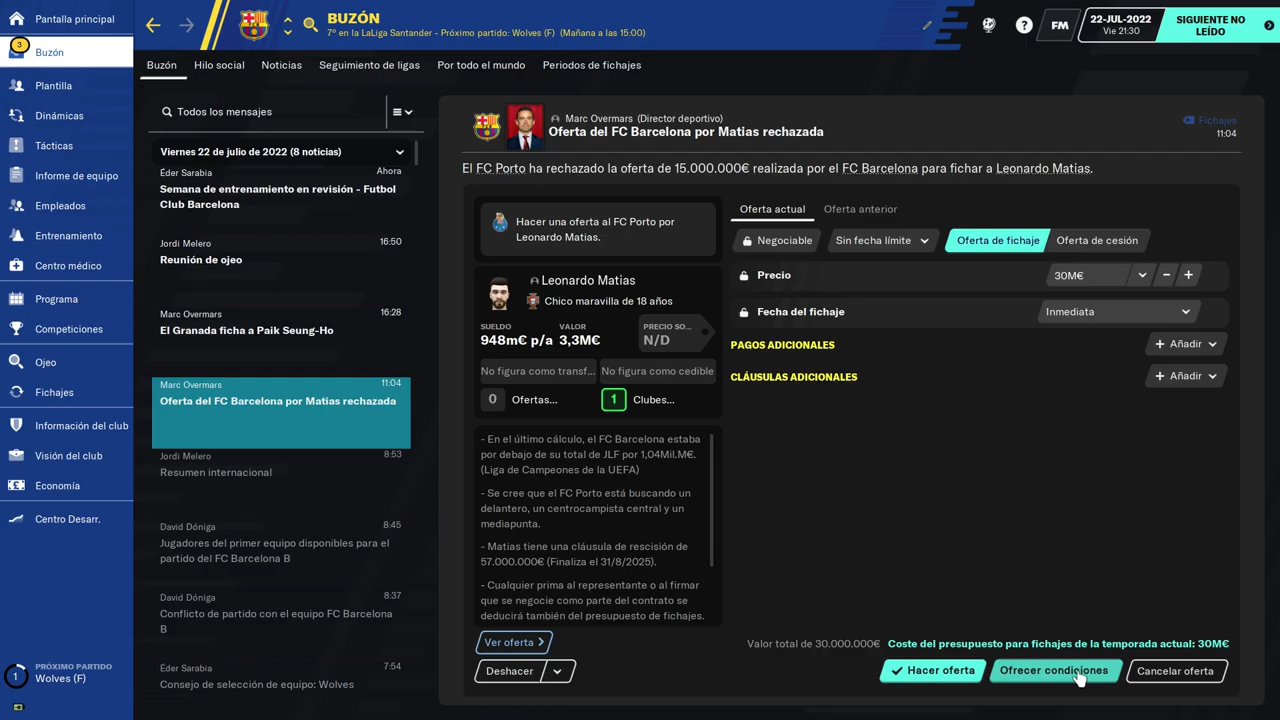 Pantalla principal
BUZÓN
7º en la LaLiga Santander - Próximo partido: Wolves (F) (Mañana a las 15:00)
FM
22-JUL-2022
Vie 21:30
SIGUIENTE NO LEÍDO
3
Buzón
Plantilla
Dinámicas
Tácticas
Informe de equipo
Empleados
Entrenamiento
Centro médico
Programa
Competiciones
Ojeo
Fichajes
Información del club
Visión del club
Economía
Centro Desarr.
1
PRÓXIMO PARTIDO
Wolves (F)
Buzón Hilo social Noticias Seguimiento de ligas Por todo el mundo Periodos de fichajes
Todos los mensajes
Viernes 22 de julio de 2022 (8 noticias)
Éder Sarabia Ahora
Semana de entrenamiento en revisión - Futbol
Club Barcelona
Jordi Melero 16:50
Reunión de ojeo
Marc Overmars 16:28
El Granada ficha a Paik Seung-Ho
Marc Overmars 11:04
Oferta del FC Barcelona por Matias rechazada
Jordi Melero 8:53
Resumen internacional
David Dóniga 8:45
Jugadores del primer equipo disponibles para el
partido del FC Barcelona B
David Dóniga 8:37
Conflicto de partido con el equipo FC Barcelona
B
Éder Sarabia 7:54
Consejo de selección de equipo: Wolves
Marc Overmars (Director deportivo)
Oferta del FC Barcelona por Matias rechazada
Fichajes
11:04
El FC Porto ha rechazado la oferta de 15.000.000€ realizada por el FC Barcelona para fichar a Leonardo Matias.
Hacer una oferta al FC Porto por
Leonardo Matias.
Leonardo Matias
Chico maravilla de 18 años
SUELDO
948m€ p/a
VALOR
3,3M€
PRECIO SO...
N/D
No figura como transf... No figura como cedible
0 Ofertas... 1 Clubes...
- En el último cálculo, el FC Barcelona estaba
por debajo de su total de JLF por 1,04Mil.M€.
(Liga de Campeones de la UEFA)
- Se cree que el FC Porto está buscando un
delantero, un centrocampista central y un
mediapunta.
- Matias tiene una cláusula de rescisión de
57.000.000€ (Finaliza el 31/8/2025).
- Cualquier prima al representante o al firmar
que se negocie como parte del contrato se
deducirá también del presupuesto de fichajes.
Ver oferta
Deshacer
Oferta actual Oferta anterior
Negociable Sin fecha límite Oferta de fichaje Oferta de cesión
Precio 30M€
Fecha del fichaje Inmediata
PAGOS ADICIONALES Añadir
CLÁUSULAS ADICIONALES Añadir
Valor total de 30.000.000€ Coste del presupuesto para fichajes de la temporada actual: 30M€
Hacer oferta Ofrecer condiciones Cancelar oferta